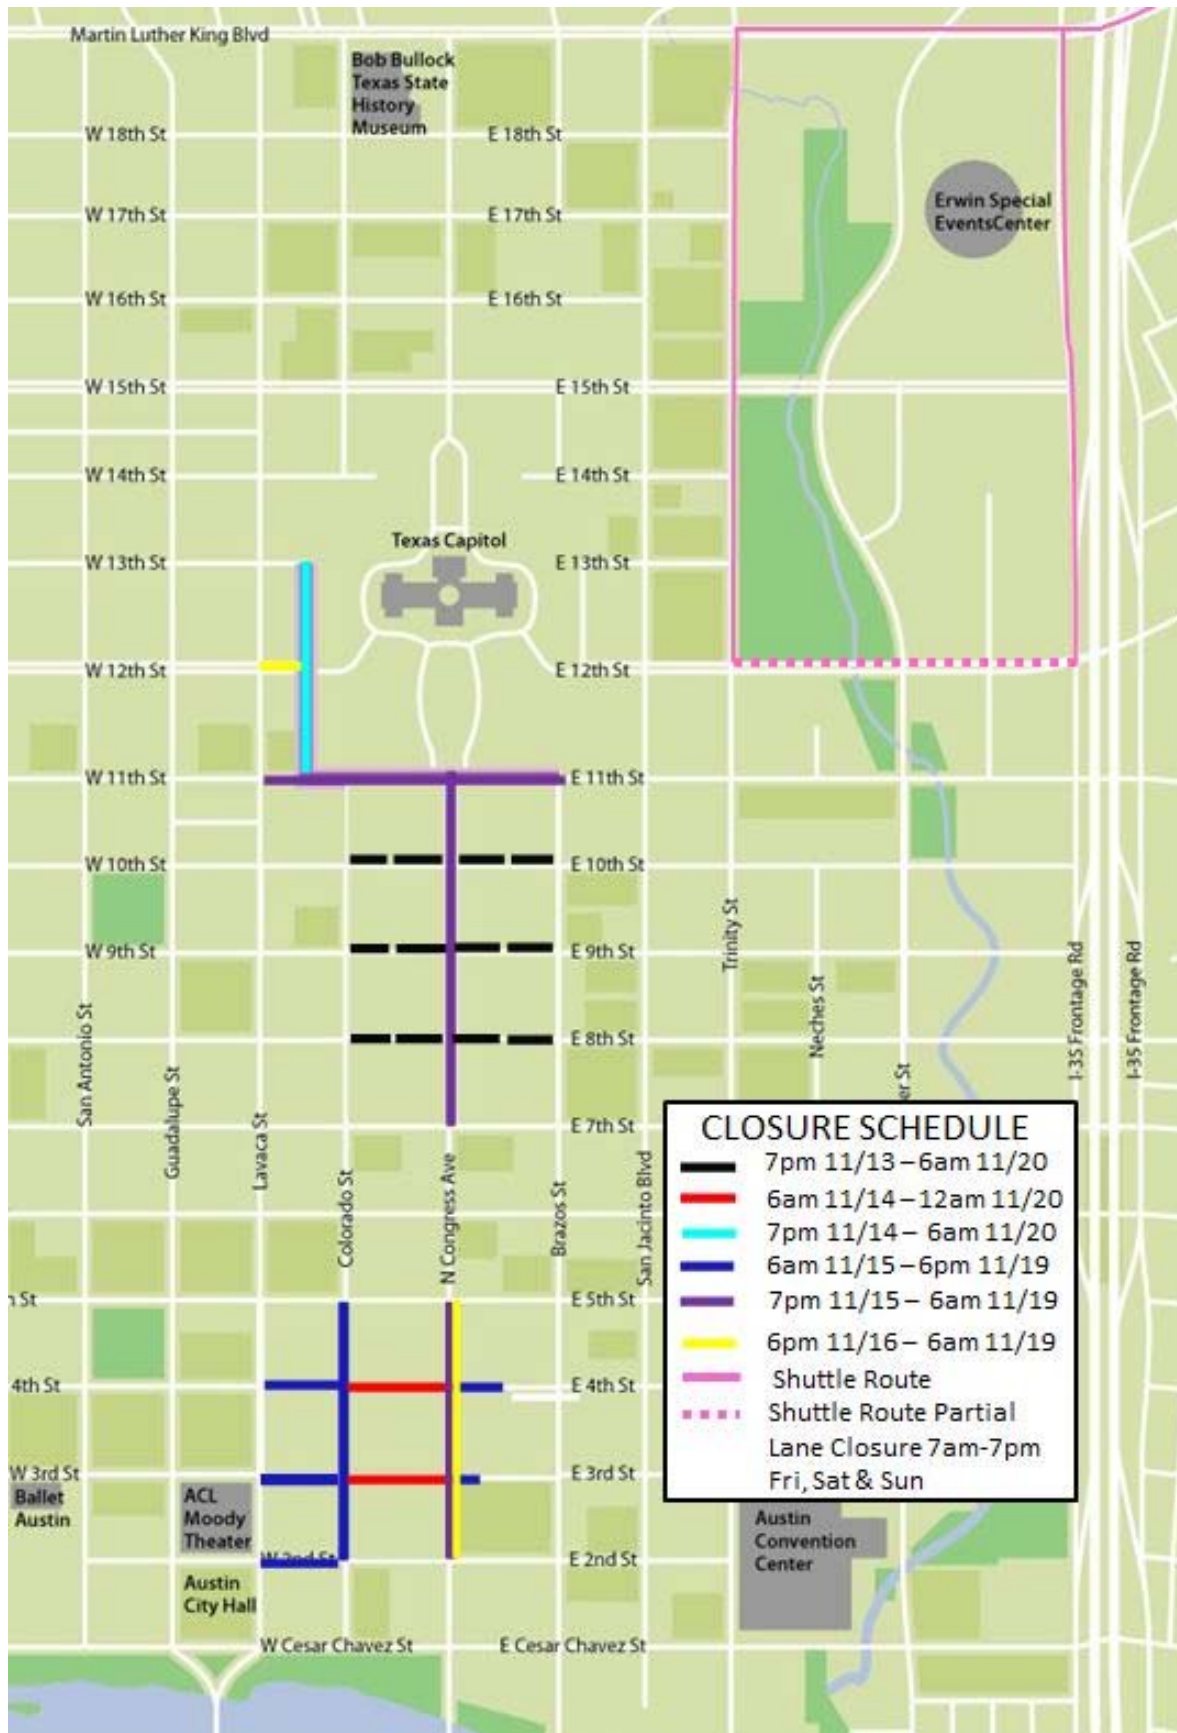 Martin Luther King Blvd
Bob Bullock
Texas State
History
Museum
W 18th St
E 18th St
W 17th St
E 17th St
Erwin Special
EventsCenter
W 16th St
E 16th St
W 15th St
E 15th St
W 14th St
E 14th St
Texas Capitol
W 13th St
E 13th St
W 12th St
E 12th St
W 11th St
E 11th St
W 10th St
E 10th St
W 9th St
E 9th St
Trinity St
Neches St
I-35 Frontage Rd
I-35 Frontage Rd
San Antonio St
Guadalupe St
Lavaca St
Colorado St
N Congress Ave
Brazos St
San Jacinto Blvd
E 8th St
er St
E 7th St
CLOSURE SCHEDULE
7pm 11/13 – 6am 11/20
6am 11/14 – 12am 11/20
7pm 11/14 – 6am 11/20
6am 11/15 – 6pm 11/19
7pm 11/15 – 6am 11/19
6pm 11/16 – 6am 11/19
Shuttle Route
Shuttle Route Partial
Lane Closure 7am-7pm
Fri, Sat & Sun
h St
E 5th St
4th St
E 4th St
W 3rd St
E 3rd St
Ballet
Austin
ACL
Moody
Theater
W 2nd St
E 2nd St
Austin
Convention
Center
Austin
City Hall
W Cesar Chavez St
E Cesar Chavez St